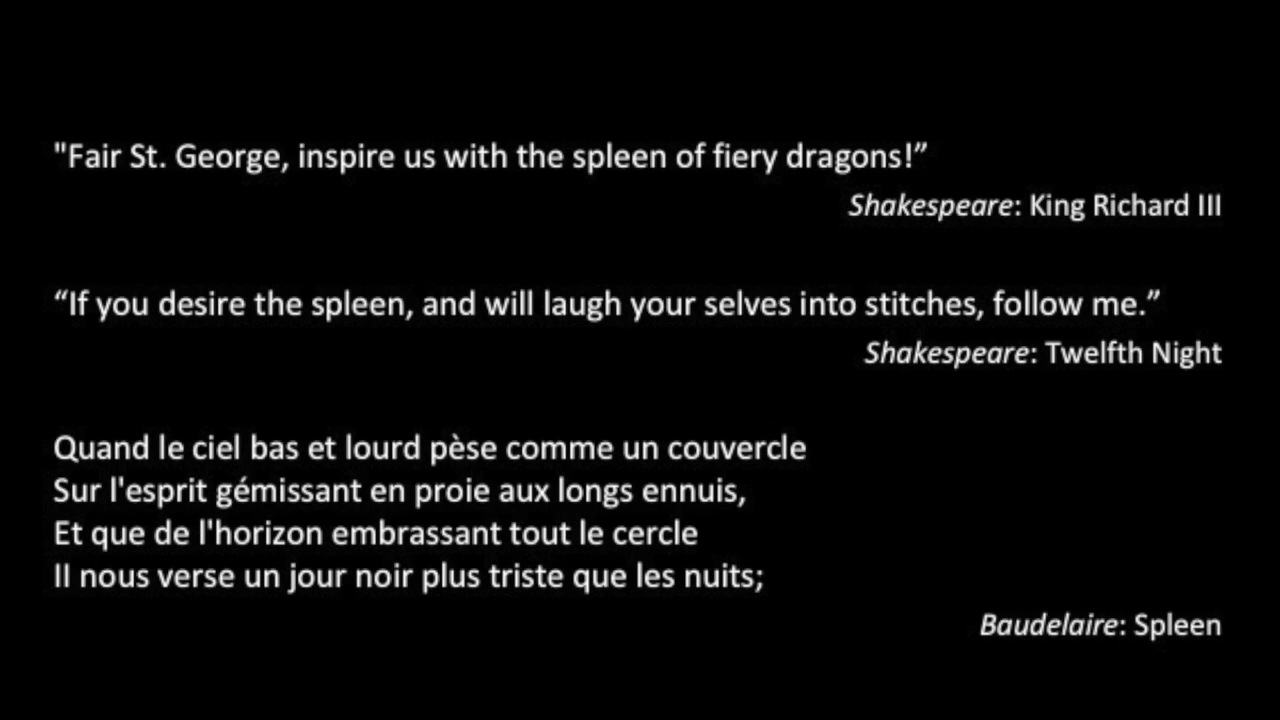 "Fair St. George, inspire us with the spleen of fiery dragons!”
Shakespeare: King Richard III
“If you desire the spleen, and will laugh your selves into stitches, follow me.”
Shakespeare: Twelfth Night
Quand le ciel bas et lourd pèse comme un couvercle
Sur l'esprit gémissant en proie aux longs ennuis,
Et que de l'horizon embrassant tout le cercle
II nous verse un jour noir plus triste que les nuits;
Baudelaire: Spleen